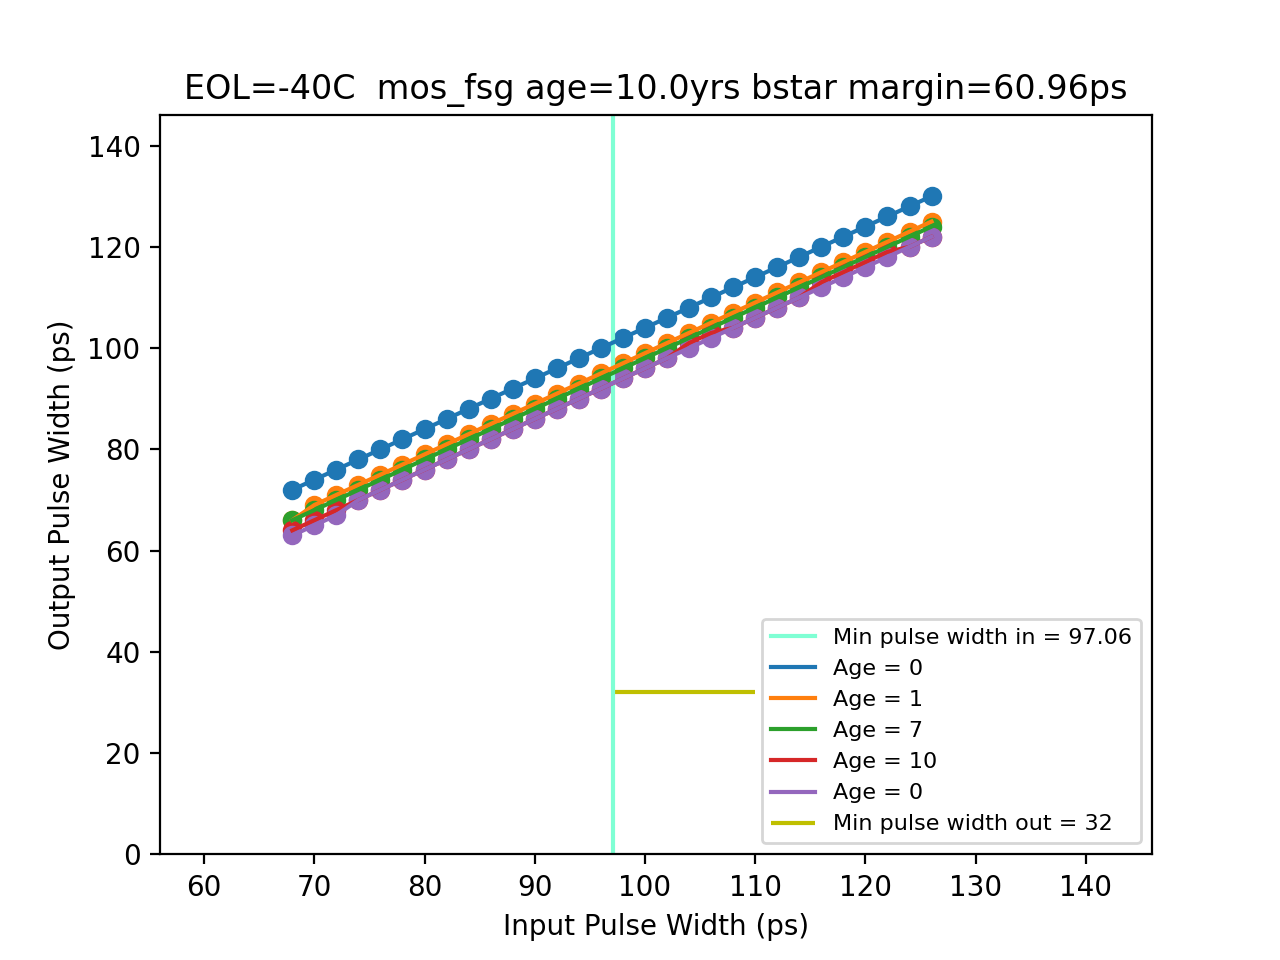 EOL=-40C  mos_fsg age=10.0yrs bstar margin=60.96ps
140
120
100
80
60
40
20
0
Output Pulse Width (ps)
Min pulse width in = 97.06
Age = 0
Age = 1
Age = 7
Age = 10
Age = 0
Min pulse width out = 32
60 70 80 90 100 110 120 130 140
Input Pulse Width (ps)